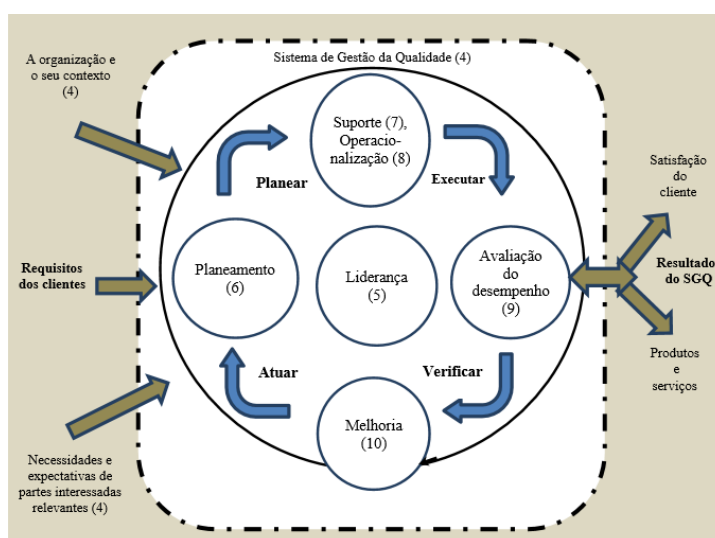 Sistema de Gestão da Qualidade (4)
A organização e
o seu contexto
(4)
Requisitos
dos clientes
Necessidades e
expectativas de
partes interessadas
relevantes (4)
Suporte (7),
Operacio-
nalização (8)
Planear
Executar
Planeamento
(6)
Liderança
(5)
Avaliação
do
desempenho
(9)
Atuar
Verificar
Melhoria
(10)
Satisfação
do
cliente
Resultado
do SGQ
Produtos
e
serviços